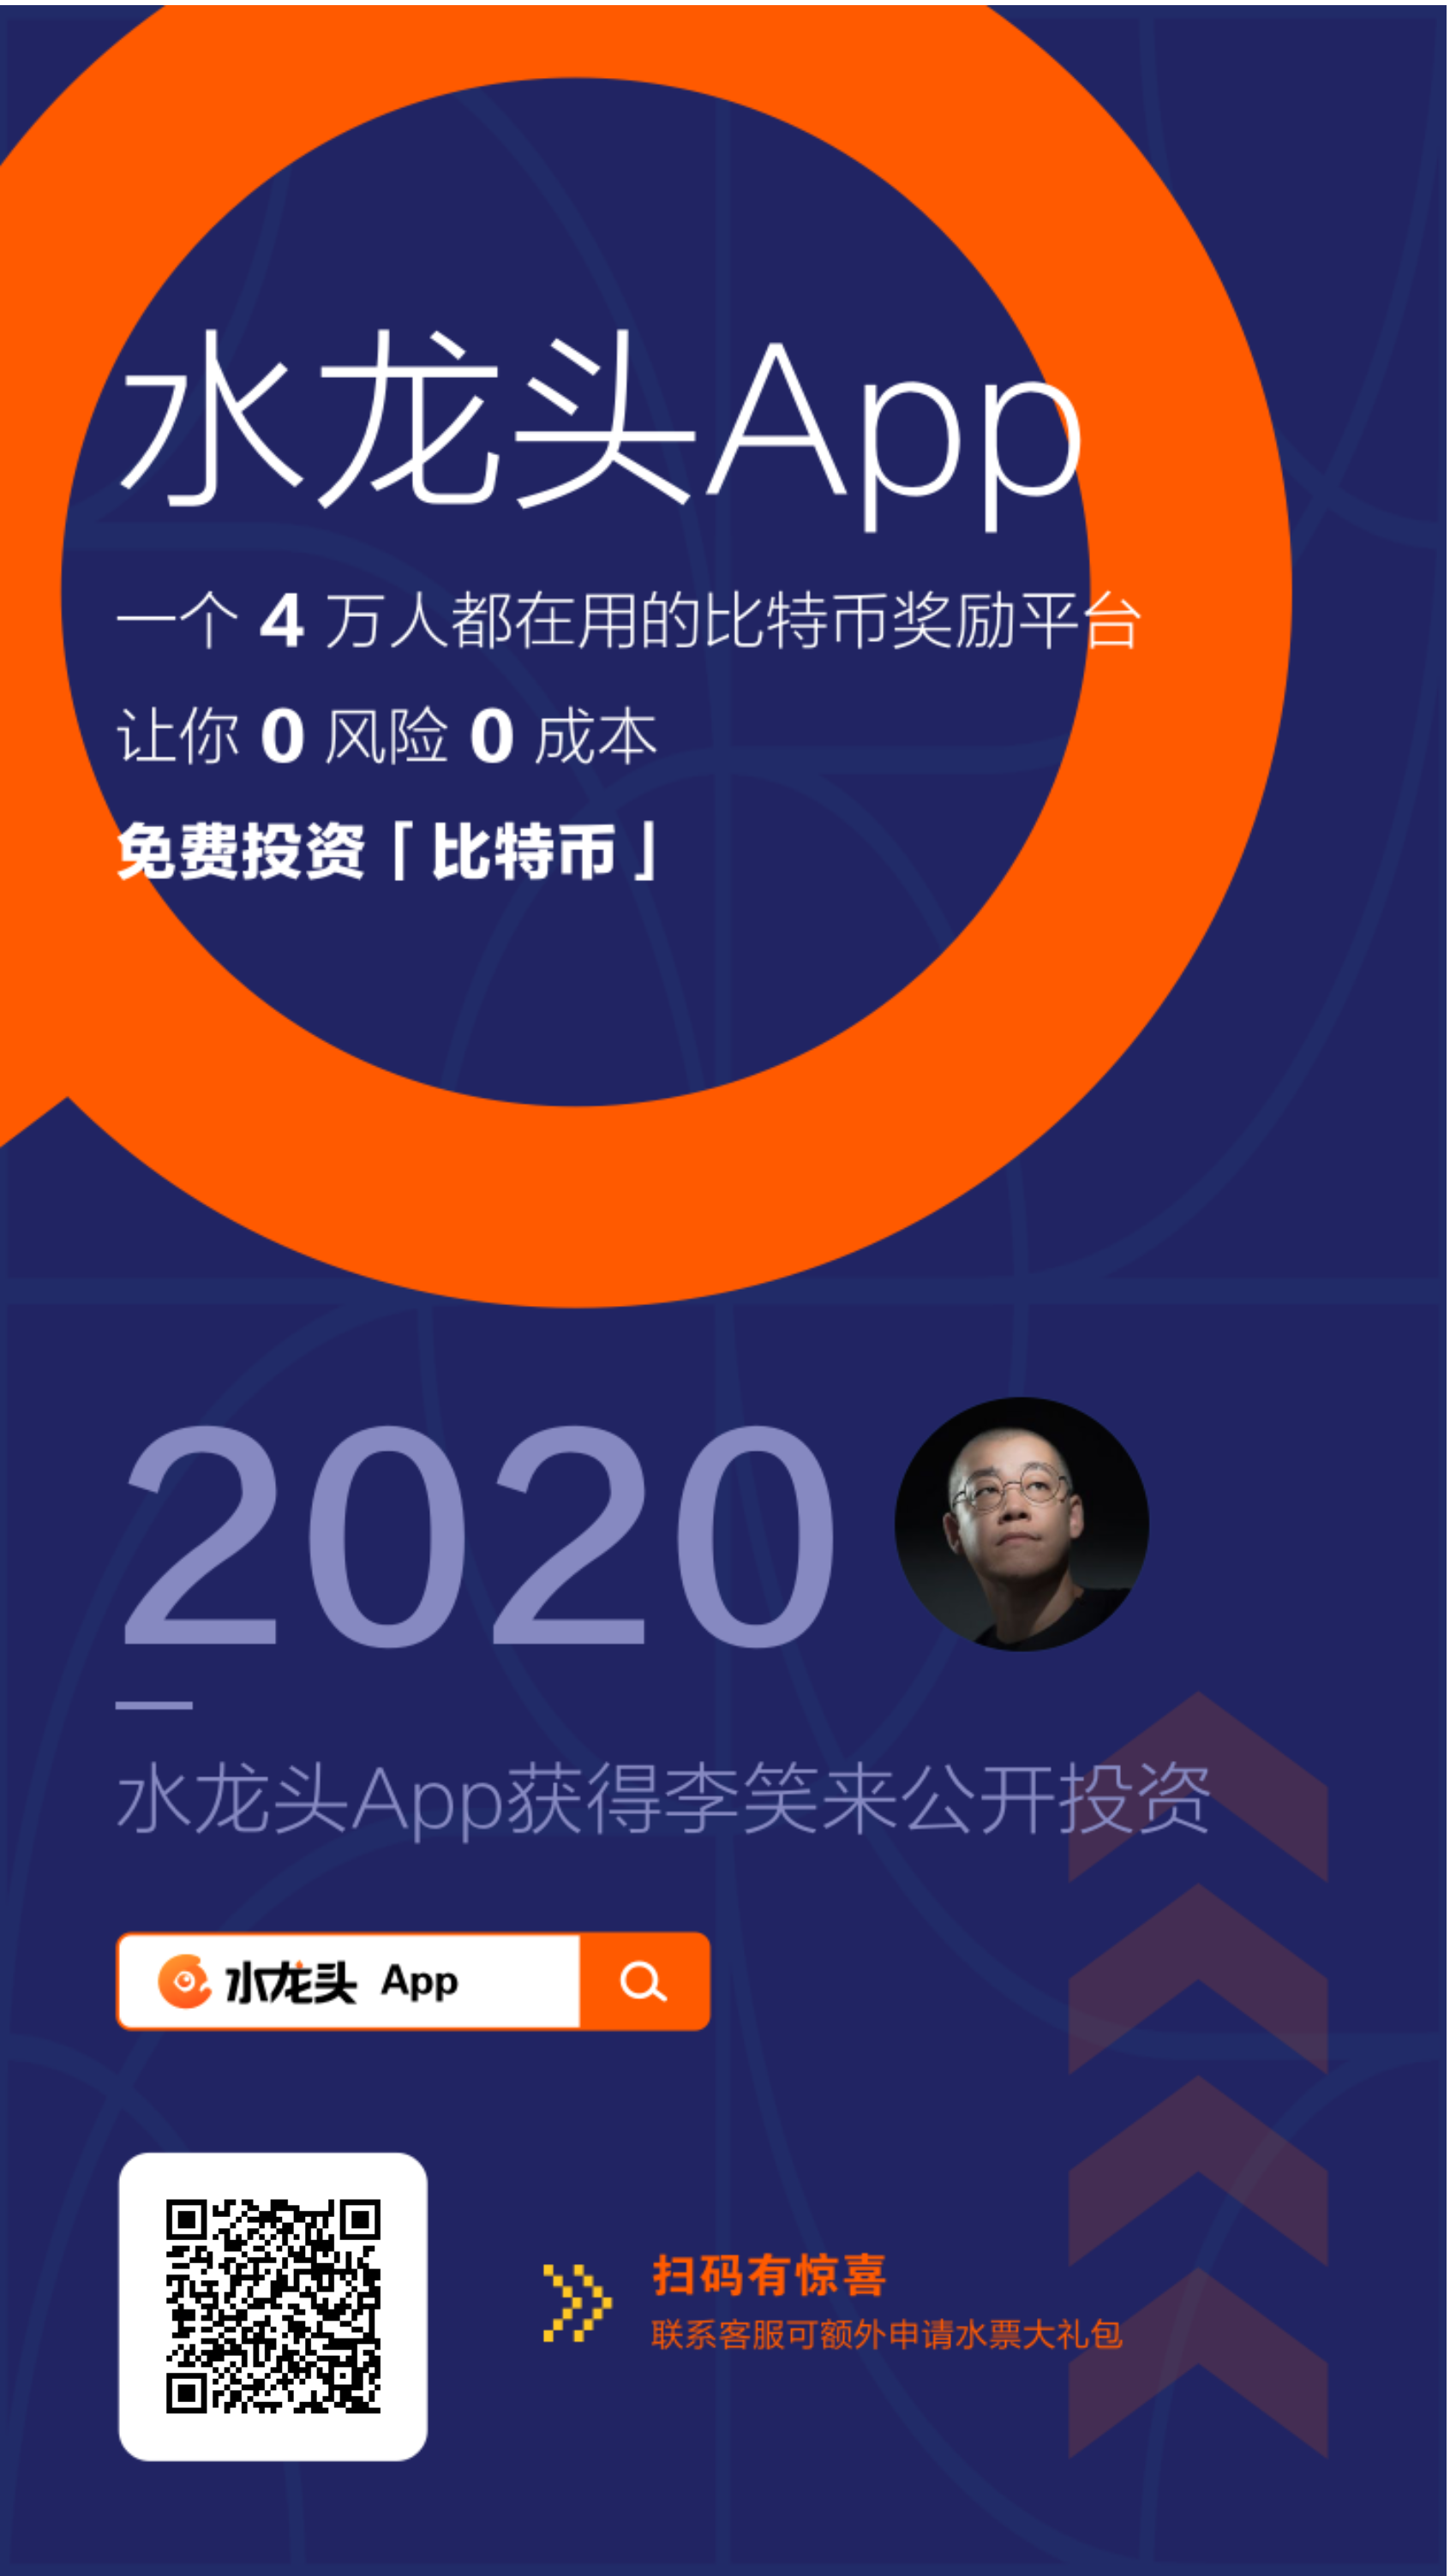 水龙头App
一个 4 万人都在用的比特币奖励平台
让你 0 风险 0 成本
免费投资「比特币」
2020
水龙头App获得李笑来公开投资
水龙头 App
扫码有惊喜
联系客服可额外申请水票大礼包